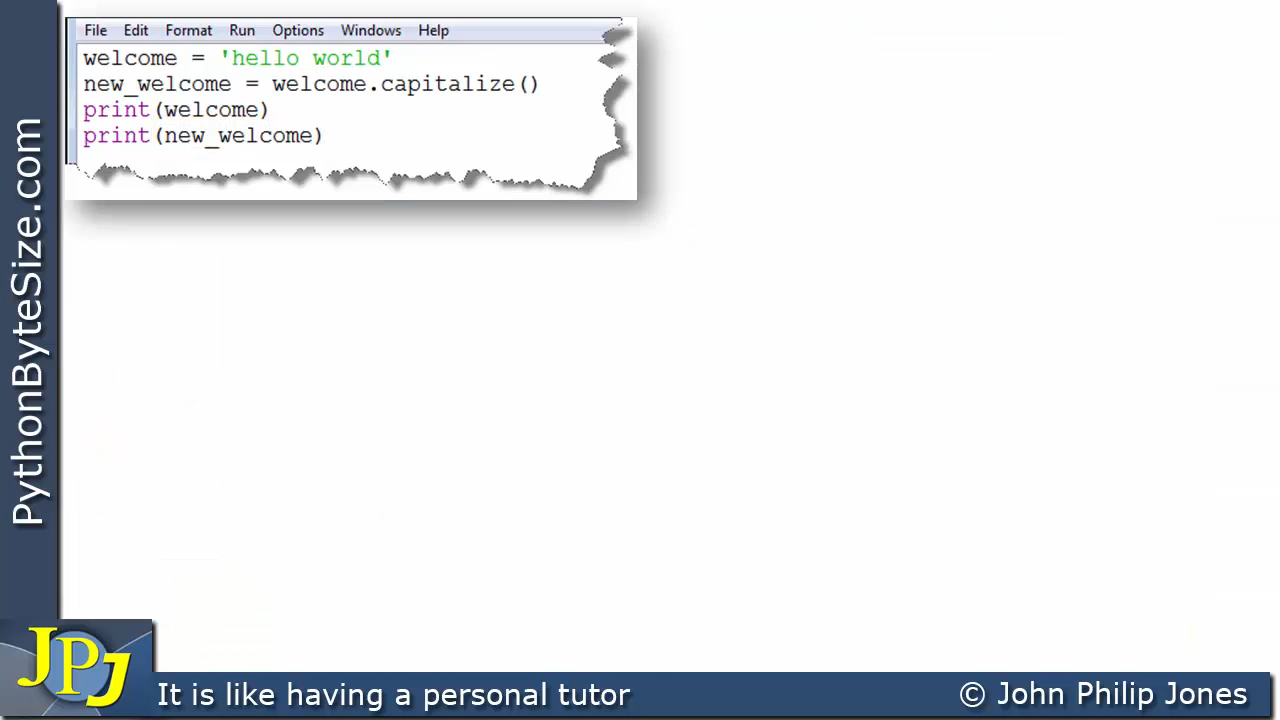 File Edit Format Run Options Windows Help
welcome = 'hello world'
new_welcome = welcome.capitalize()
print(welcome)
print(new_welcome)
PythonByteSize.com
JPJ
It is like having a personal tutor
© John Philip Jones